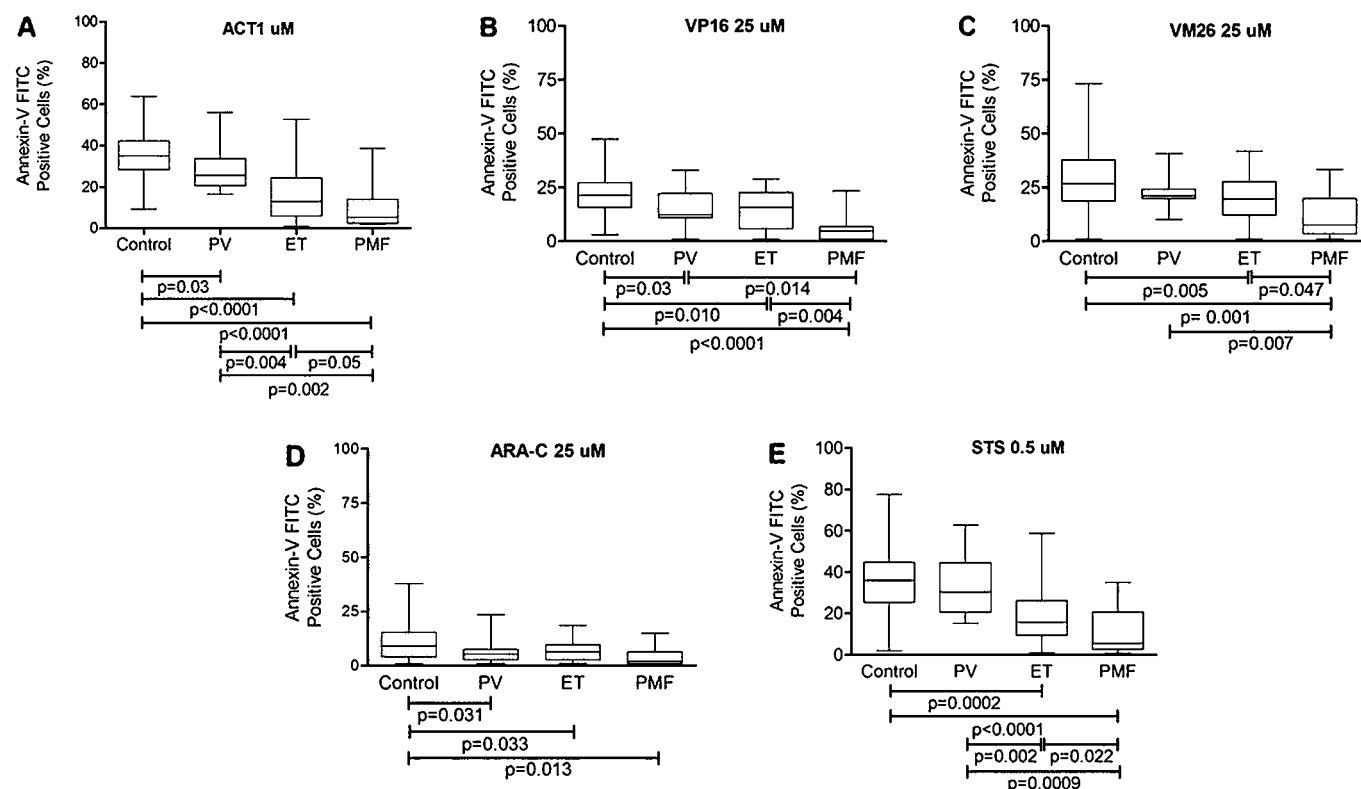 A
ACT1 uM
Annexin-V FITC
Positive Cells (%)
100
80
60
40
20
0
Control PV ET PMF
p=0.03
p<0.0001
p<0.0001
p=0.004 p=0.05
p=0.002
B
VP16 25 uM
Annexin-V FITC
Positive Cells (%)
100
75
50
25
0
Control PV ET PMF
p=0.03 p=0.014
p=0.010 p=0.004
p<0.0001
C
VM26 25 uM
Annexin-V FITC
Positive Cells (%)
100
75
50
25
0
Control PV ET PMF
p=0.005 p=0.047
p= 0.001
p=0.007
D
ARA-C 25 uM
Annexin-V FITC
Positive Cells (%)
100
75
50
25
0
Control PV ET PMF
p=0.031
p=0.033
p=0.013
E
STS 0.5 uM
Annexin-V FITC
Positive Cells (%)
100
80
60
40
20
0
Control PV ET PMF
p=0.0002
p<0.0001
p=0.002 p=0.022
p=0.0009